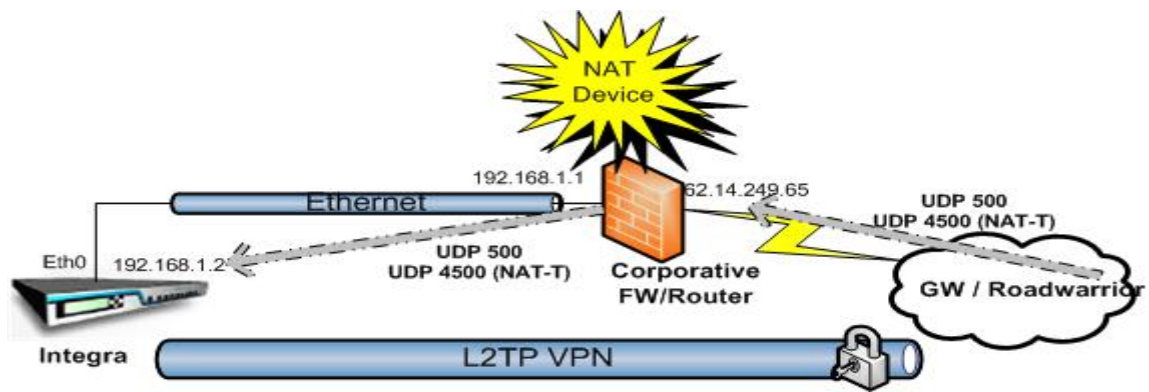 NAT
Device
192.168.1.1
62.14.249.65
Ethernet
UDP 500
UDP 4500 (NAT-T)
Eth0
192.168.1.2
UDP 500
UDP 4500 (NAT-T)
Corporative
FW/Router
GW / Roadwarrior
Integra
L2TP VPN